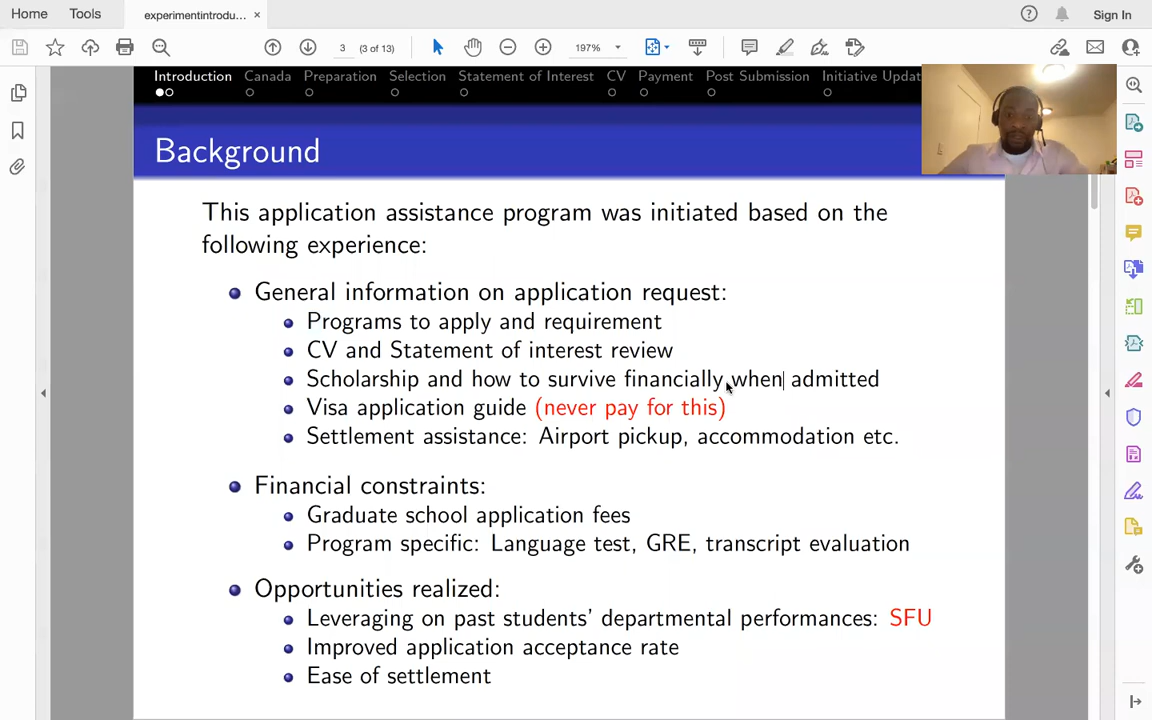 Home Tools experimentintrodu... × Sign In
3 (3 of 13) 197%
Introduction Canada Preparation Selection Statement of Interest CV Payment Post Submission Initiative Updat
Background
This application assistance program was initiated based on the
following experience:
General information on application request:
Programs to apply and requirement
CV and Statement of interest review
Scholarship and how to survive financially when admitted
Visa application guide (never pay for this)
Settlement assistance: Airport pickup, accommodation etc.
Financial constraints:
Graduate school application fees
Program specific: Language test, GRE, transcript evaluation
Opportunities realized:
Leveraging on past students' departmental performances: SFU
Improved application acceptance rate
Ease of settlement